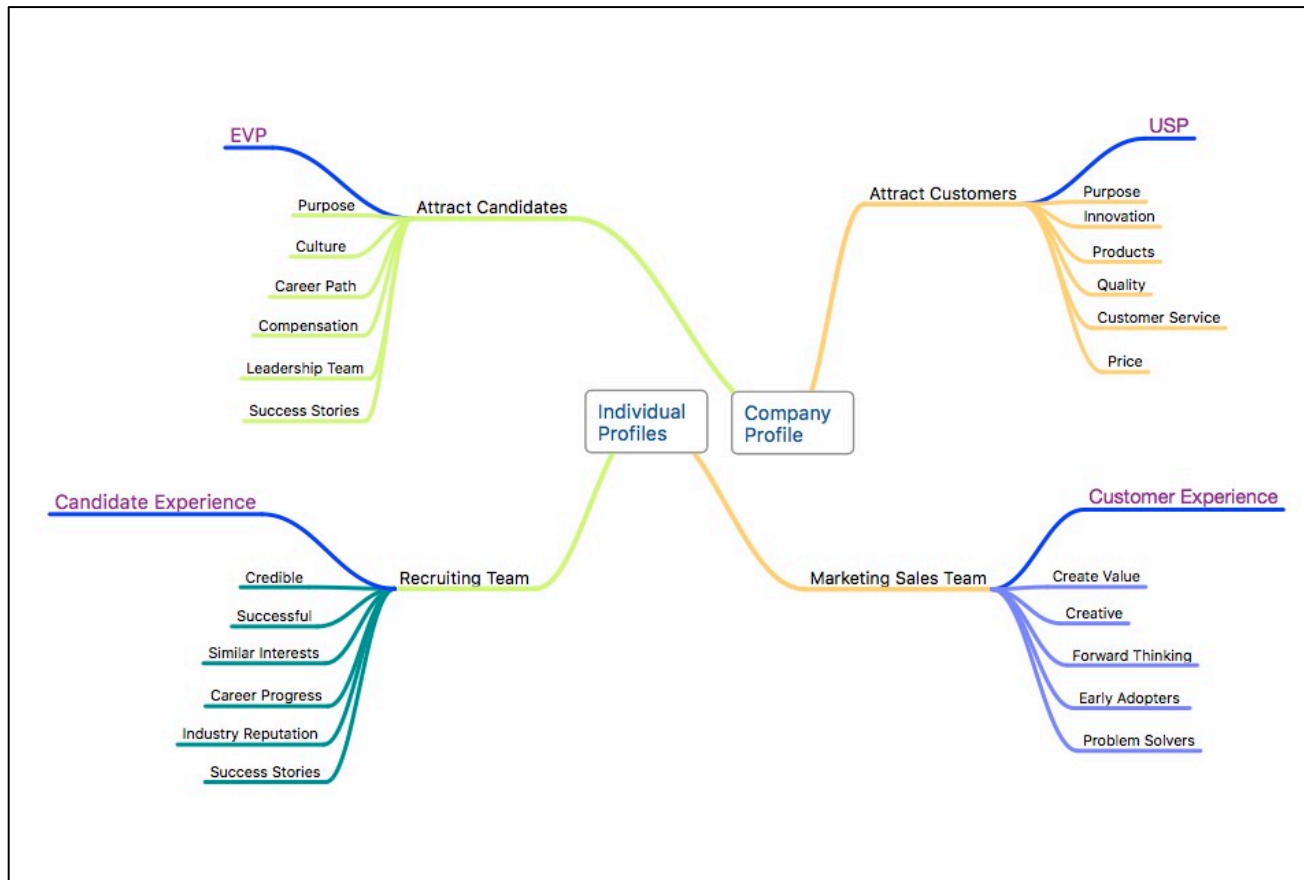 EVP
Attract Candidates
Purpose
Culture
Career Path
Compensation
Leadership Team
Success Stories
USP
Attract Customers
Purpose
Innovation
Products
Quality
Customer Service
Price
Individual
Profiles
Company
Profile
Candidate Experience
Recruiting Team
Credible
Successful
Similar Interests
Career Progress
Industry Reputation
Success Stories
Customer Experience
Marketing Sales Team
Create Value
Creative
Forward Thinking
Early Adopters
Problem Solvers